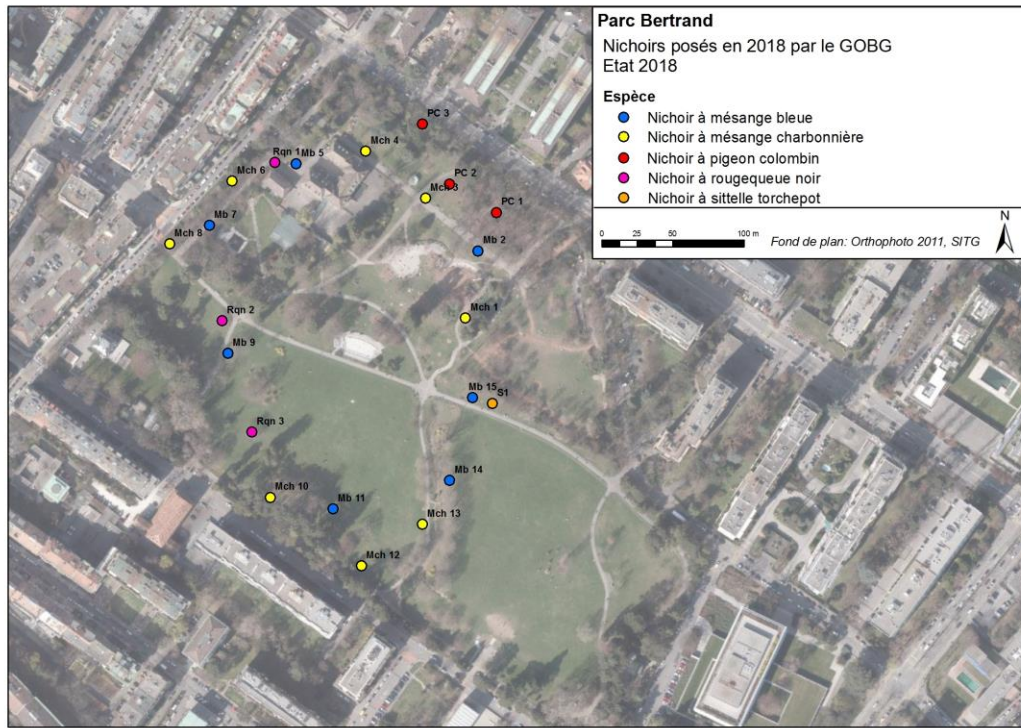 Parc Bertrand
Nichoirs posés en 2018 par le GOBG
Etat 2018
Espèce
Nichoir à mésange bleue
Nichoir à mésange charbonnière
Nichoir à pigeon colombin
Nichoir à rougequeue noir
Nichoir à sittelle torchepot
N
0 25 50 100 m
Fond de plan: Orthophoto 2011, SITG
PC 3
Mch 4
Rqn 1
Mb 5
Mch 6
PC 2
Mch 3
PC 1
Mb 7
Mch 8
Mb 2
Rqn 2
Mch 1
Mb 9
Mb 15
S1
Rqn 3
Mb 14
Mch 10
Mb 11
Mch 13
Mch 12